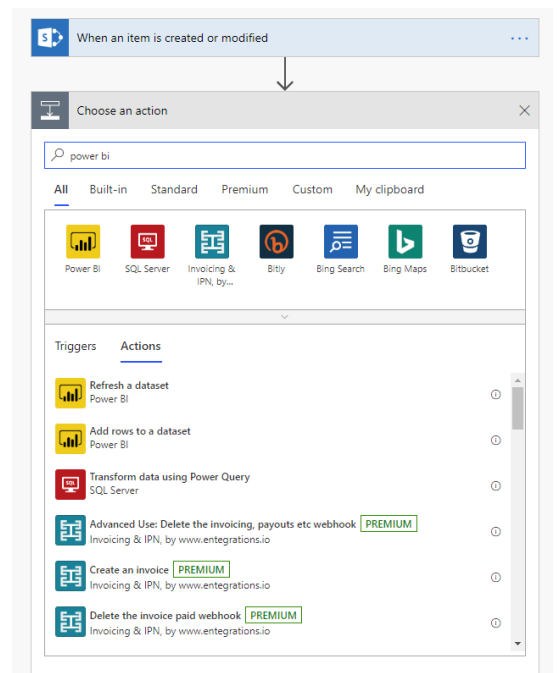 When an item is created or modified
Choose an action
power bi
All Built-in Standard Premium Custom My clipboard
SQL
Power BI SQL Server Invoicing & IPN, by... Bitly Bing Search Bing Maps Bitbucket
Triggers Actions
Refresh a dataset
Power BI
Add rows to a dataset
Power BI
Transform data using Power Query
SQL Server
Advanced Use: Delete the invoicing, payouts etc webhook PREMIUM
Invoicing & IPN, by www.entegrations.io
Create an invoice PREMIUM
Invoicing & IPN, by www.entegrations.io
Delete the invoice paid webhook PREMIUM
Invoicing & IPN, by www.entegrations.io